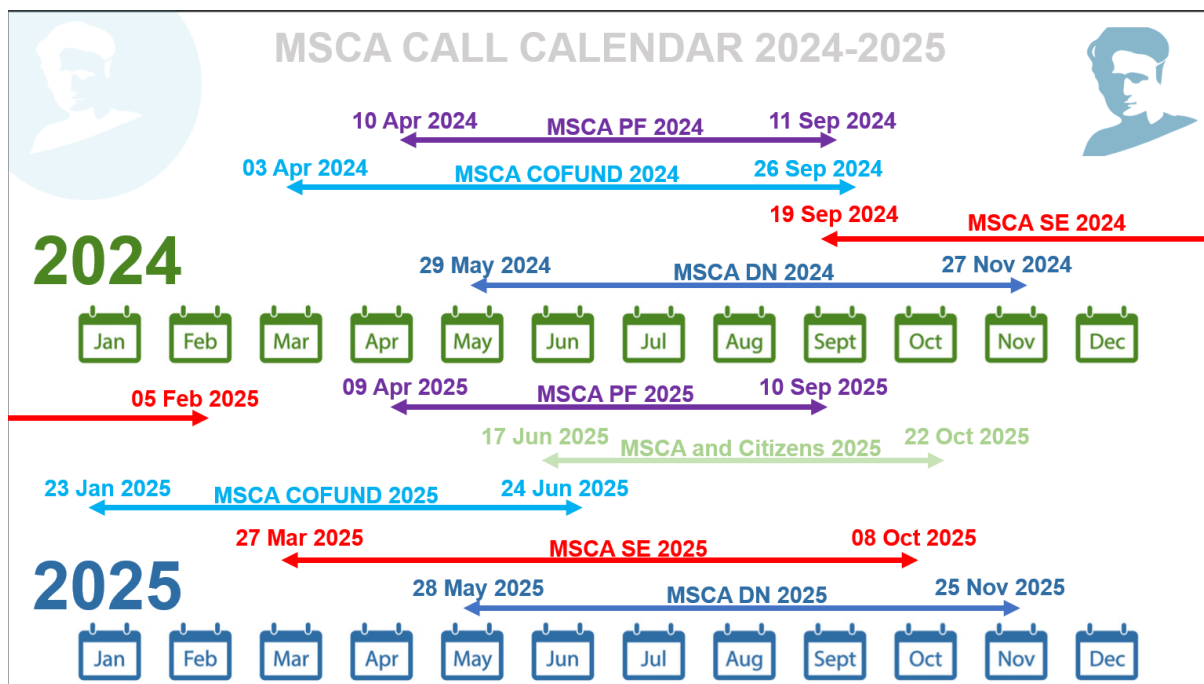 MSCA CALL CALENDAR 2024-2025
10 Apr 2024 MSCA PF 2024 11 Sep 2024
03 Apr 2024 MSCA COFUND 2024 26 Sep 2024
19 Sep 2024 MSCA SE 2024
2024
29 May 2024 MSCA DN 2024 27 Nov 2024
Jan Feb Mar Apr May Jun Jul Aug Sept Oct Nov Dec
05 Feb 2025
09 Apr 2025 MSCA PF 2025 10 Sep 2025
17 Jun 2025 MSCA and Citizens 2025 22 Oct 2025
23 Jan 2025 MSCA COFUND 2025 24 Jun 2025
27 Mar 2025 MSCA SE 2025 08 Oct 2025
2025
28 May 2025 MSCA DN 2025 25 Nov 2025
Jan Feb Mar Apr May Jun Jul Aug Sept Oct Nov Dec